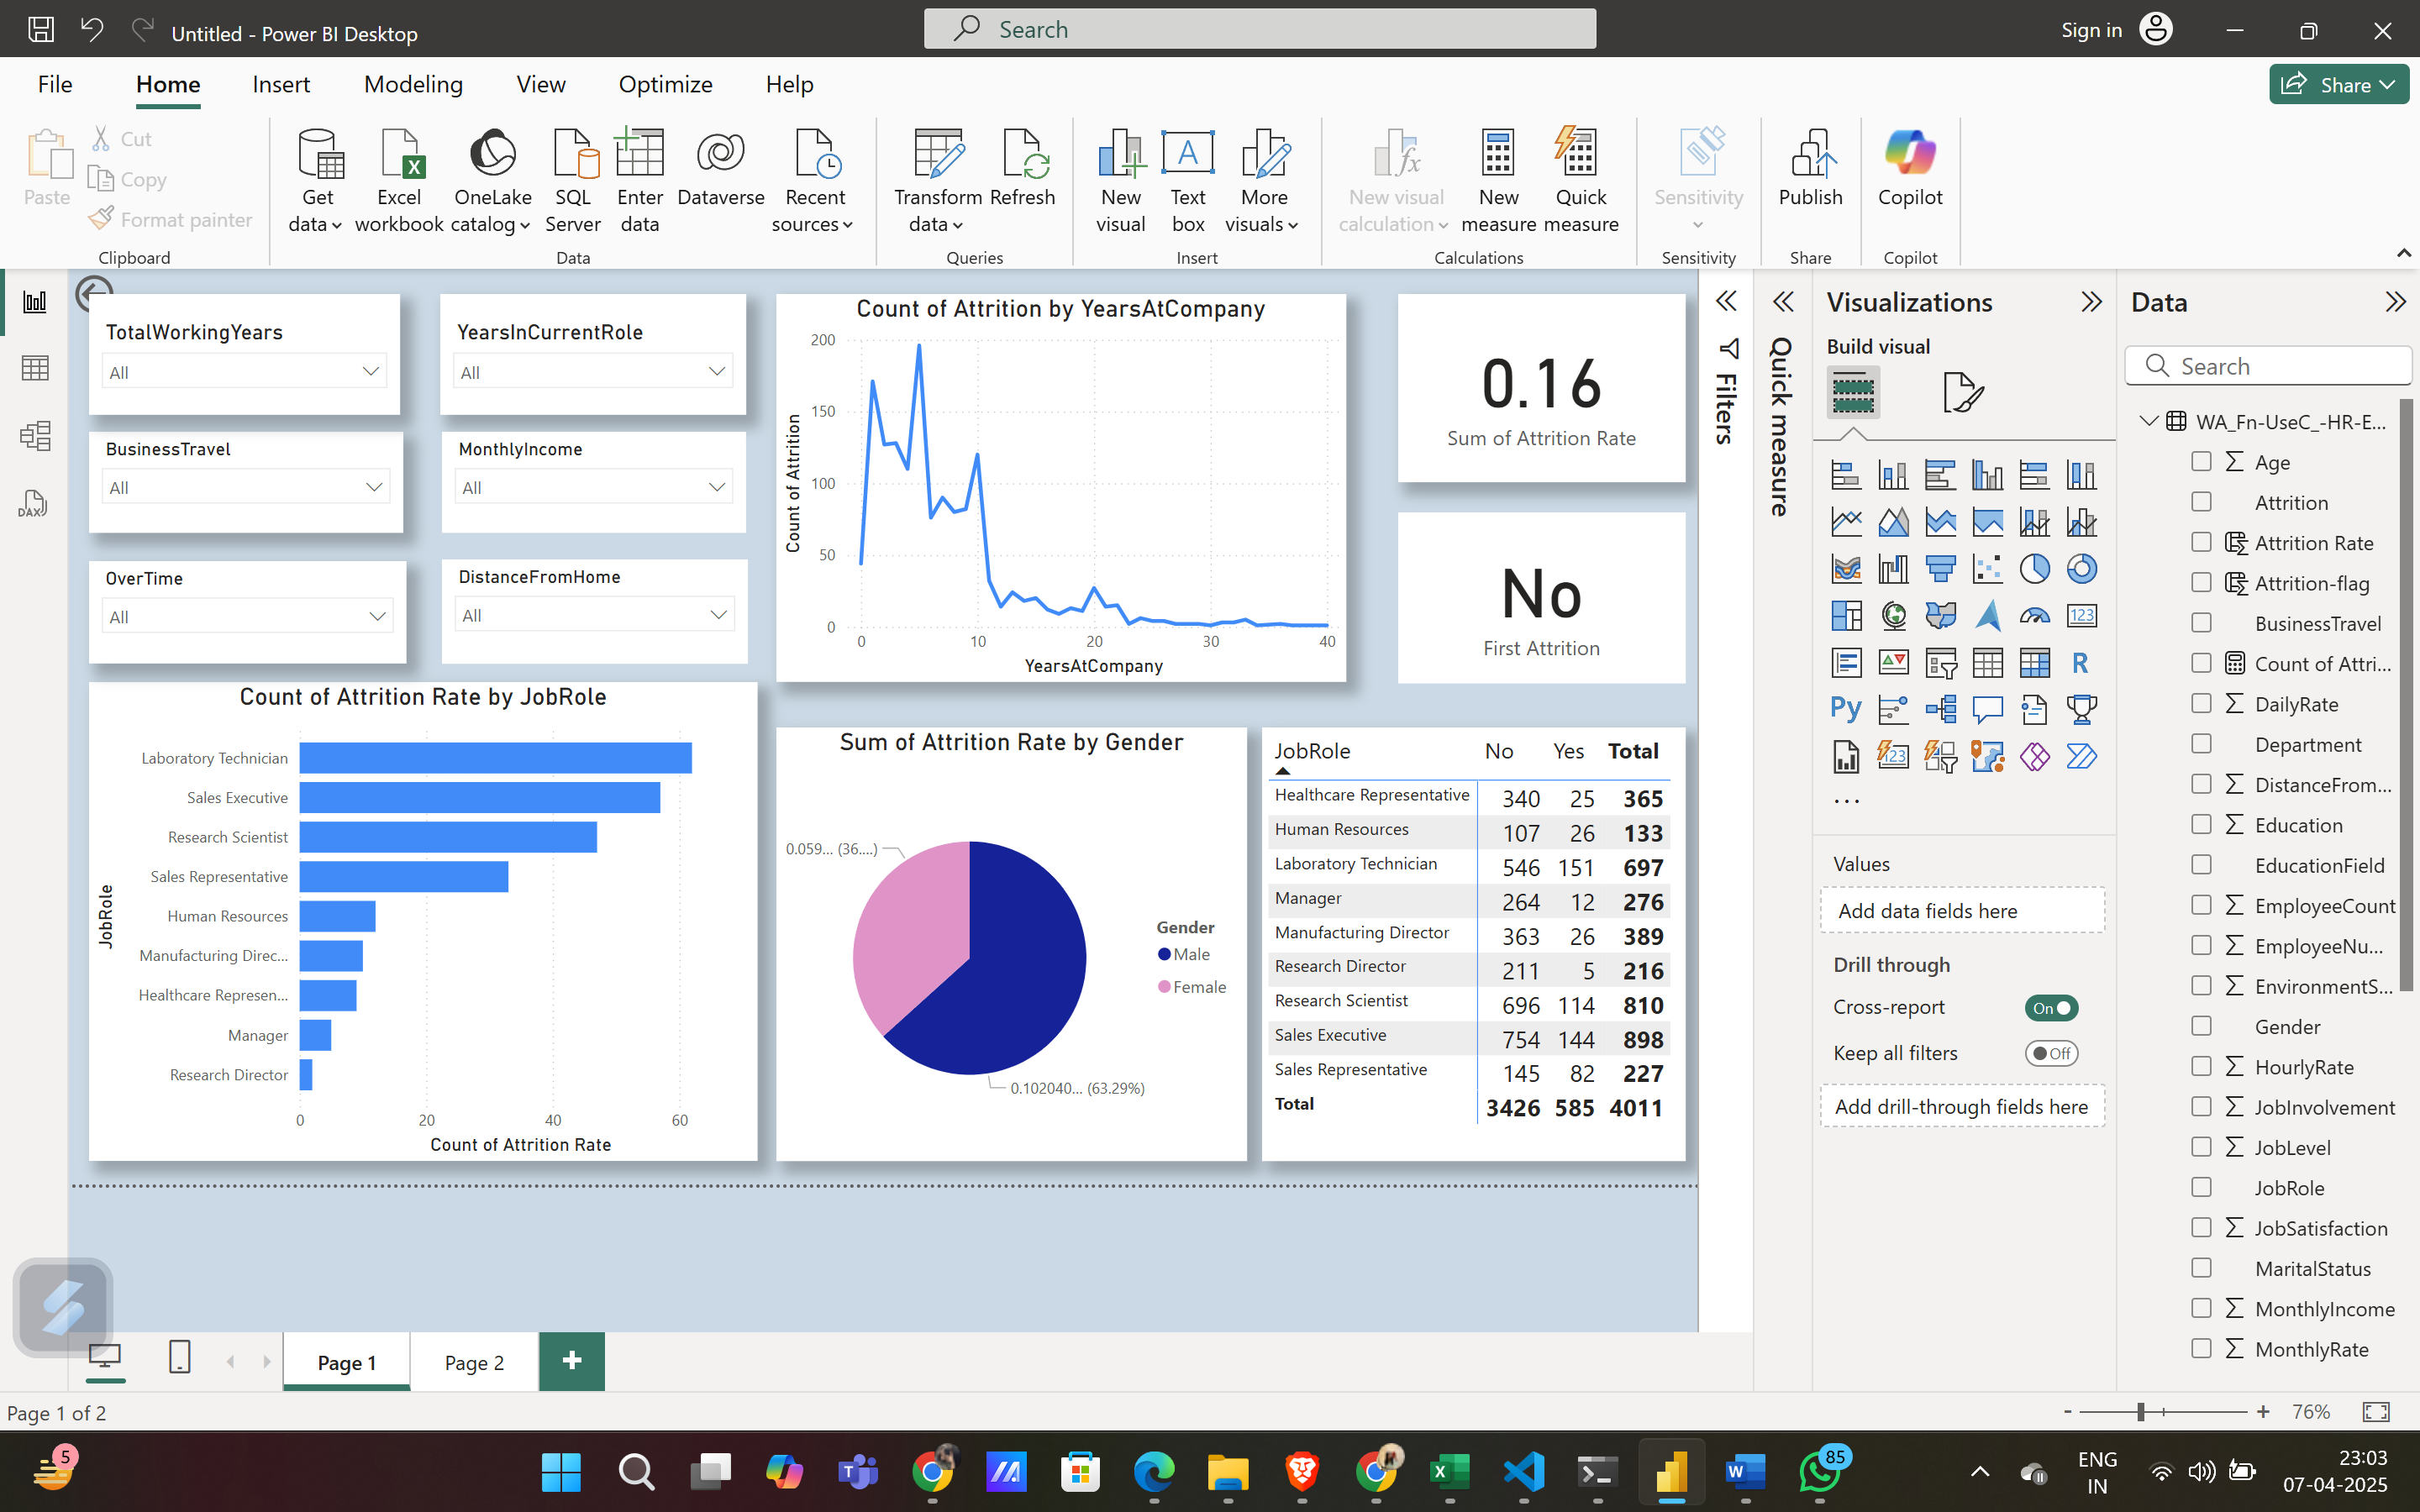 Untitled - Power BI Desktop
Search
Sign in
File
Home
Insert
Modeling
View
Optimize
Help
Share
Paste
Cut
Copy
Format painter
Clipboard
Get data
Excel workbook
OneLake catalog
SQL Server
Enter data
Dataverse
Recent sources
Data
Transform data
Refresh
Queries
New visual
Text box
More visuals
Insert
New visual calculation
New measure
Quick measure
Calculations
Sensitivity
Sensitivity
Publish
Share
Copilot
Copilot
TotalWorkingYears
All
YearsInCurrentRole
All
BusinessTravel
All
MonthlyIncome
All
OverTime
All
DistanceFromHome
All
Count of Attrition by YearsAtCompany
Count of Attrition
200
150
100
50
0
0 10 20 30 40
YearsAtCompany
0.16
Sum of Attrition Rate
No
First Attrition
Count of Attrition Rate by JobRole
JobRole
Laboratory Technician
Sales Executive
Research Scientist
Sales Representative
Human Resources
Manufacturing Direc...
Healthcare Represen...
Manager
Research Director
0 20 40 60
Count of Attrition Rate
Sum of Attrition Rate by Gender
0.059... (36....)
0.102040... (63.29%)
Gender
Male
Female
JobRole No Yes Total
Healthcare Representative 340 25 365
Human Resources 107 26 133
Laboratory Technician 546 151 697
Manager 264 12 276
Manufacturing Director 363 26 389
Research Director 211 5 216
Research Scientist 696 114 810
Sales Executive 754 144 898
Sales Representative 145 82 227
Total 3426 585 4011
Filters
Quick measure
Visualizations
Build visual
123
R
Py
123
...
Values
Add data fields here
Drill through
Cross-report
On
Keep all filters
Off
Add drill-through fields here
Data
Search
WA_Fn-UseC_-HR-E...
Age
Attrition
Attrition Rate
Attrition-flag
BusinessTravel
Count of Attri...
DailyRate
Department
DistanceFrom...
Education
EducationField
EmployeeCount
EmployeeNu...
EnvironmentS...
Gender
HourlyRate
JobInvolvement
JobLevel
JobRole
JobSatisfaction
MaritalStatus
MonthlyIncome
MonthlyRate
DAX
Page 1
Page 2
+
Page 1 of 2
- + 76%
5
85
ENG
IN
23:03
07-04-2025